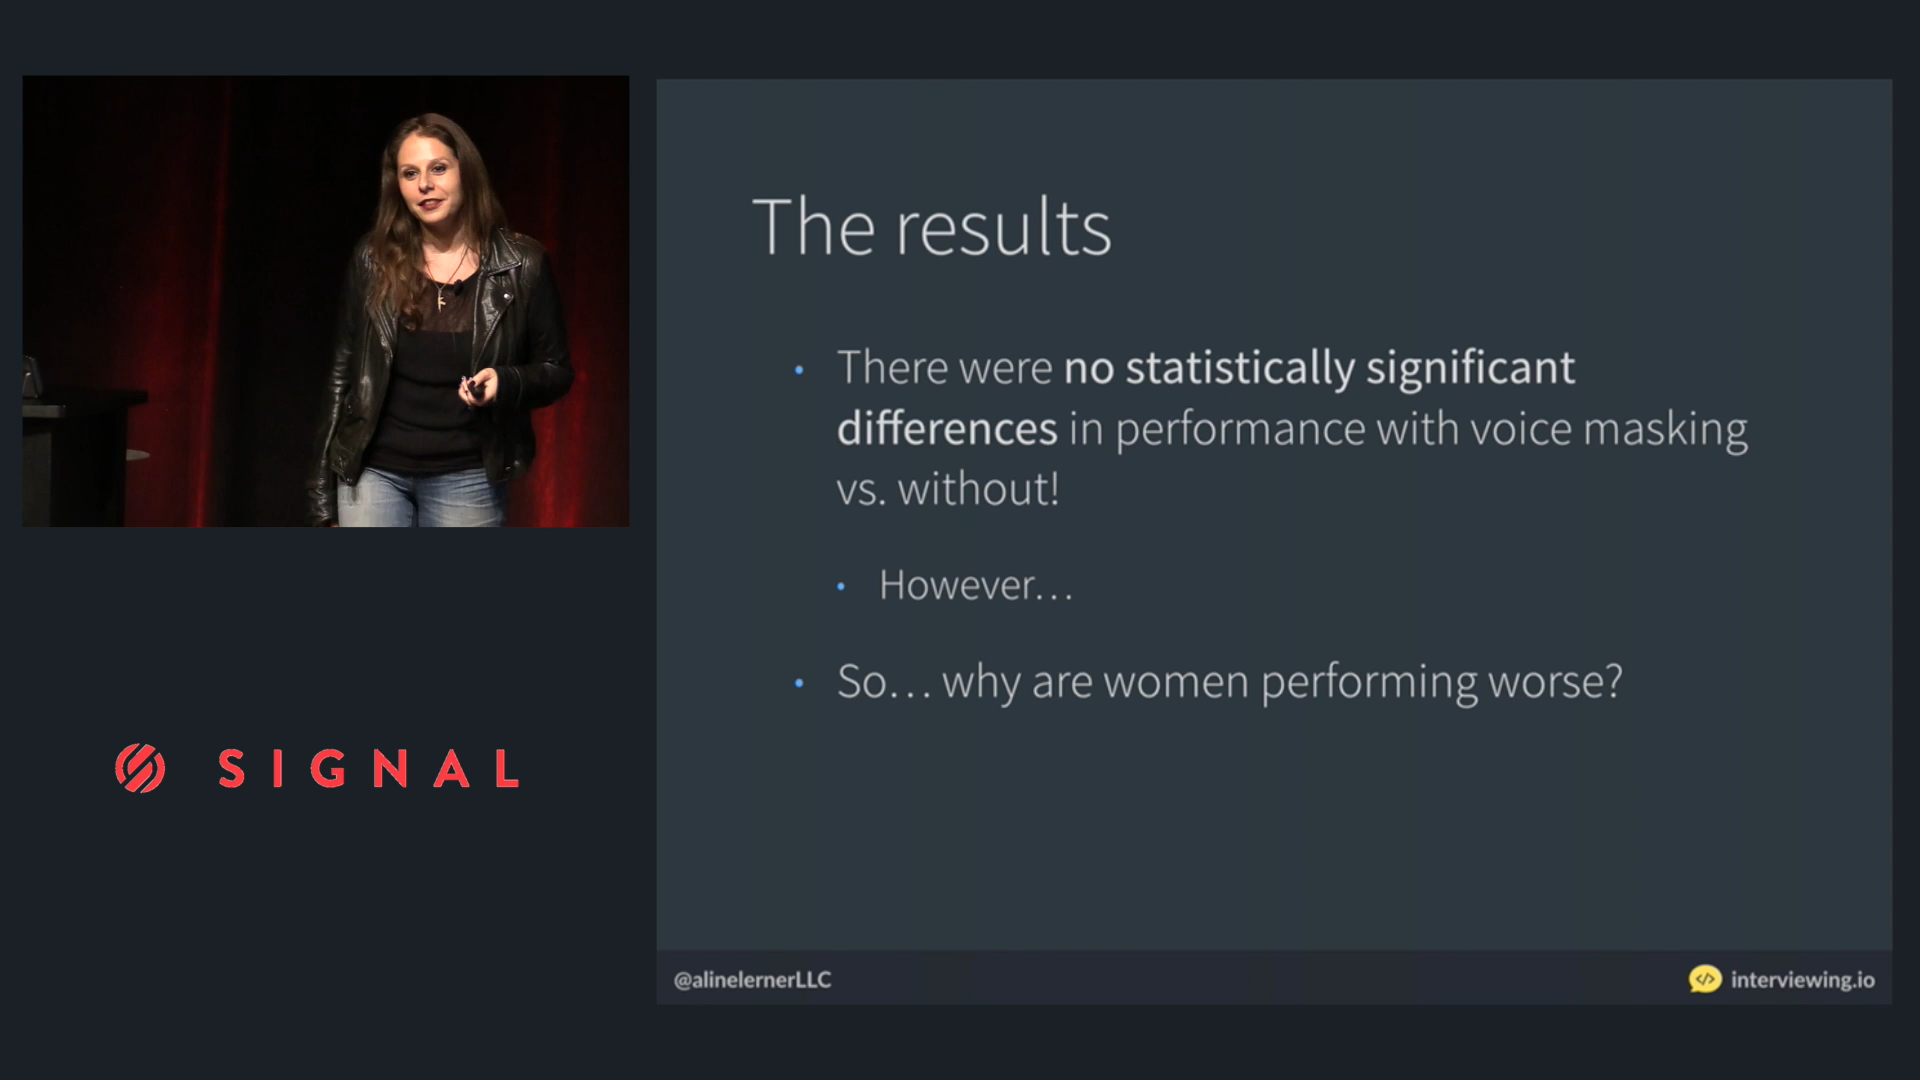 The results
• There were no statistically significant
differences in performance with voice masking
vs. without!
• However…
• So… why are women performing worse?
SIGNAL
@alinelernerLLC
</> interviewing.io